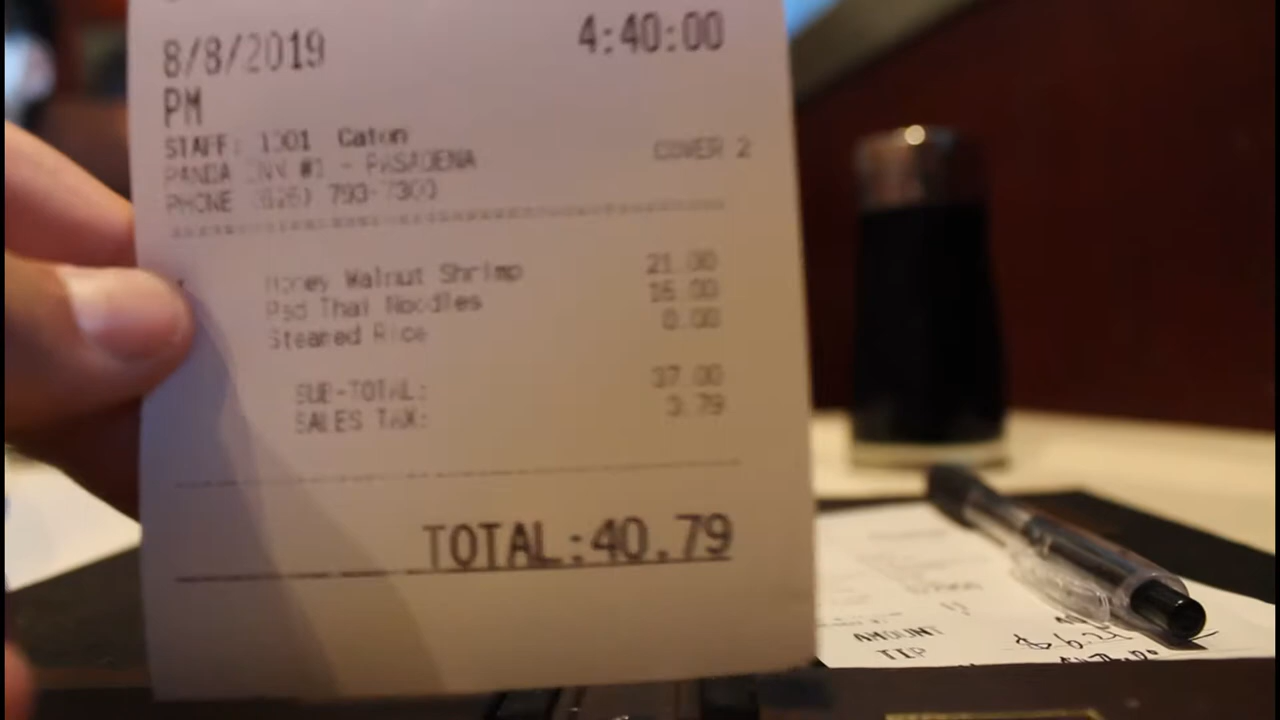 8/8/2019 4:40:00
PM
STAFF: 1001 Caton
COVER 2
PANDA INN #1 - PASADENA
PHONE (626) 793-7300
Honey Walnut Shrimp 21.00
Pad Thai Noodles 16.00
Steamed Rice 0.00
SUB-TOTAL: 37.00
SALES TAX: 3.79
TOTAL:40.79
AMOUNT
TIP